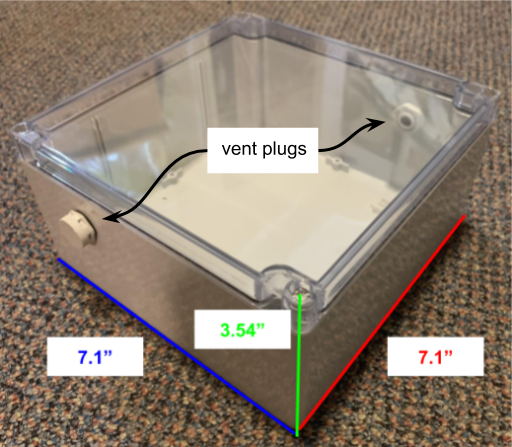 vent plugs
3.54”
7.1”
7.1”